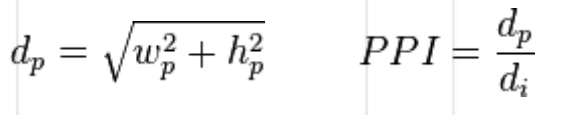 d_p = \sqrt{w_p^2 + h_p^2} PPI = \frac{d_p}{d_i}